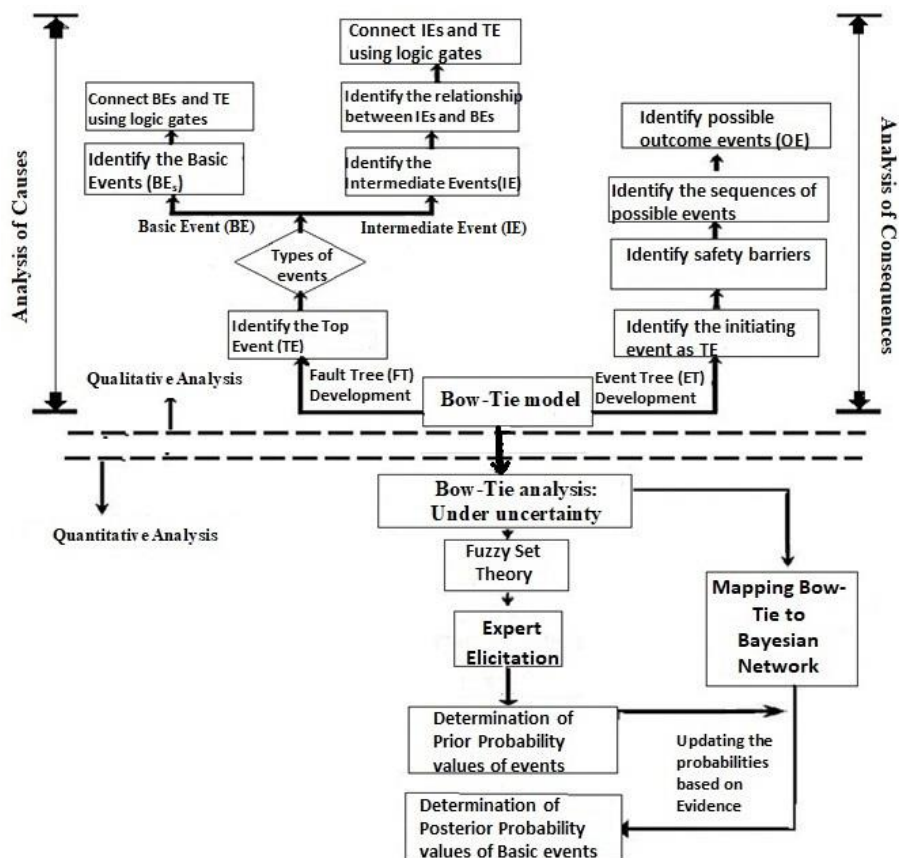 Connect IEs and TE
using logic gates
Connect BEs and TE
using logic gates
Identify the relationship
between IEs and BEs
Identify possible
outcome events (OE)
Identify the Basic
Events (BEs)
Identify the
Intermediate Events(IE)
Identify the sequences of
possible events
Basic Event (BE)
Intermediate Event (IE)
Types of
events
Identify safety barriers
Identify the Top
Event (TE)
Identify the initiating
event as TE
Analysis of Causes
Analysis of Consequences
Qualitative Analysis
Fault Tree (FT)
Development
Bow-Tie model
Event Tree (ET)
Development
Quantitative Analysis
Bow-Tie analysis:
Under uncertainty
Fuzzy Set
Theory
Expert
Elicitation
Mapping Bow-
Tie to
Bayesian
Network
Determination of
Prior Probability
values of events
Updating the
probabilities
based on
Evidence
Determination of
Posterior Probability
values of Basic events